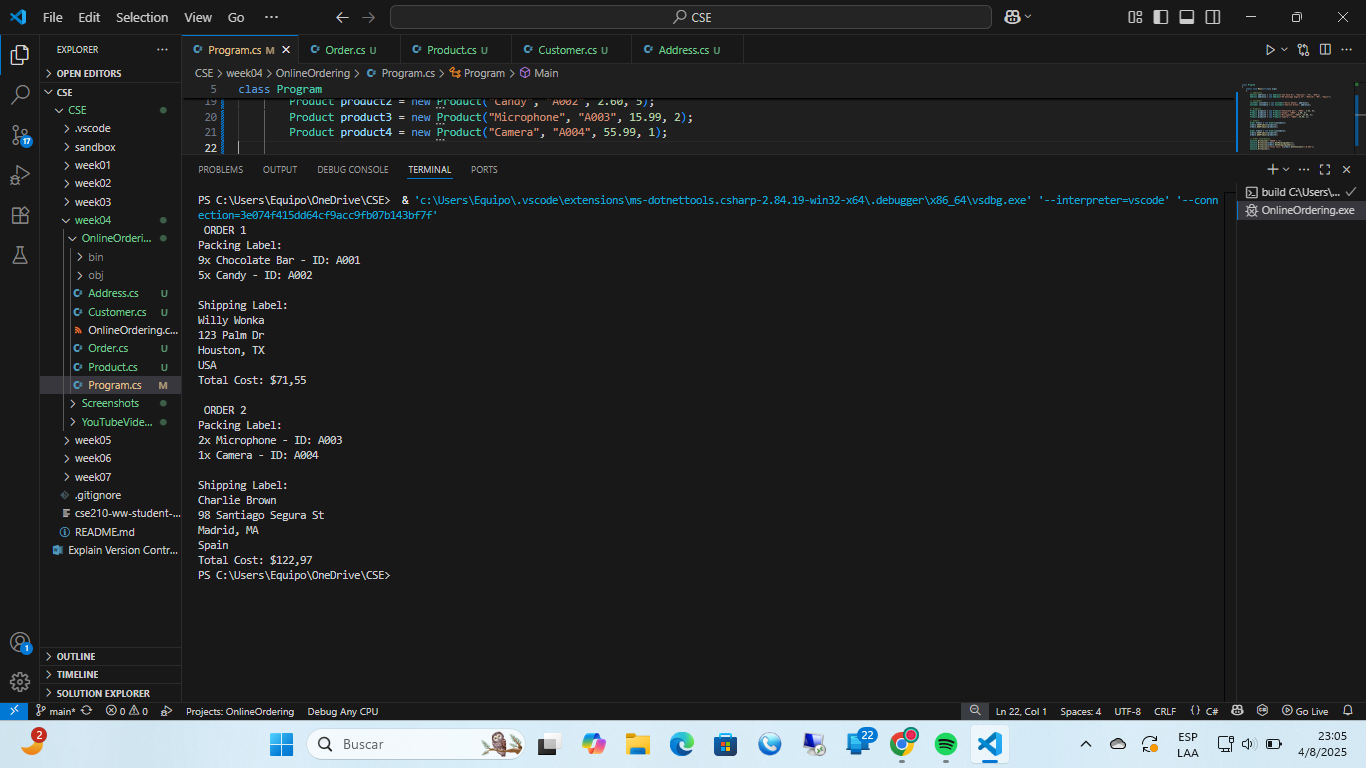 File Edit Selection View Go ··· CSE
EXPLORER ···
OPEN EDITORS
CSE
CSE
.vscode
sandbox
week01
week02
week03
week04
OnlineOrderi...
bin
obj
Address.cs U
Customer.cs U
OnlineOrdering.c...
Order.cs U
Product.cs U
Program.cs M
Screenshots
YouTubeVide...
week05
week06
week07
.gitignore
cse210-ww-student-...
README.md
Explain Version Contr...
OUTLINE
TIMELINE
SOLUTION EXPLORER
17
1
Program.cs M Order.cs U Product.cs U Customer.cs U Address.cs U
CSE > week04 > OnlineOrdering > Program.cs > Program > Main
5 class Program
19 Product product2 = new Product("Candy", "A002", 2.60, 5);
20 Product product3 = new Product("Microphone", "A003", 15.99, 2);
21 Product product4 = new Product("Camera", "A004", 55.99, 1);
22
PROBLEMS OUTPUT DEBUG CONSOLE TERMINAL PORTS
PS C:\Users\Equipo\OneDrive\CSE> & 'c:\Users\Equipo\.vscode\extensions\ms-dotnettools.csharp-2.84.19-win32-x64\.debugger\x86_64\vsdbg.exe' '--interpreter=vscode' '--conn
ection=3e074f415dd64cf9acc9fb07b143bf7f'
ORDER 1
Packing Label:
9x Chocolate Bar - ID: A001
5x Candy - ID: A002
Shipping Label:
Willy Wonka
123 Palm Dr
Houston, TX
USA
Total Cost: $71,55
ORDER 2
Packing Label:
2x Microphone - ID: A003
1x Camera - ID: A004
Shipping Label:
Charlie Brown
98 Santiago Segura St
Madrid, MA
Spain
Total Cost: $122,97
PS C:\Users\Equipo\OneDrive\CSE>
build C:\Users\...
OnlineOrdering.exe
main* 0 0 Projects: OnlineOrdering Debug Any CPU Ln 22, Col 1 Spaces: 4 UTF-8 CRLF {} C# Go Live
2 Buscar 22 ESP 23:05
LAA 4/8/2025